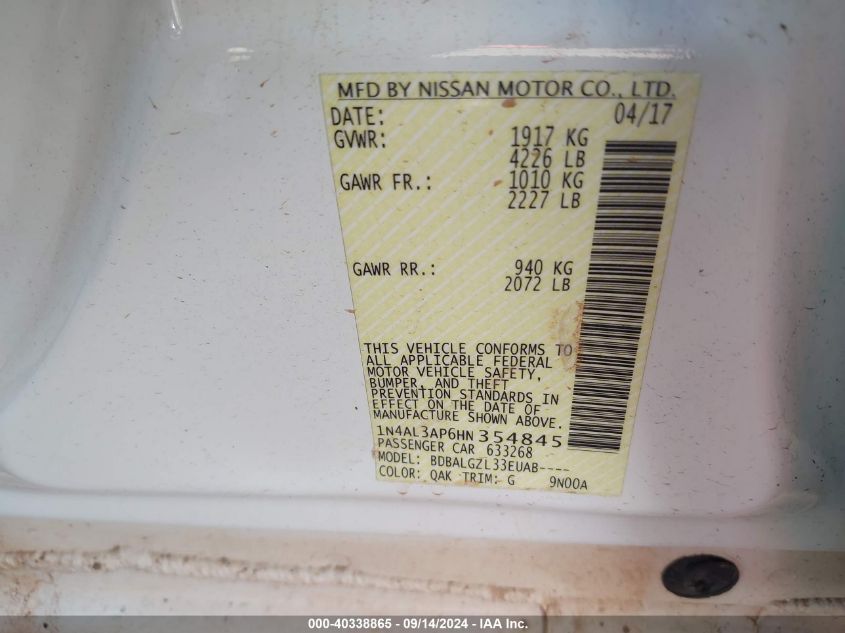 MFD BY NISSAN MOTOR CO., LTD.
DATE: 04/17
GVWR: 1917 KG
4226 LB
GAWR FR.: 1010 KG
2227 LB
GAWR RR.: 940 KG
2072 LB
THIS VEHICLE CONFORMS TO
ALL APPLICABLE FEDERAL
MOTOR VEHICLE SAFETY,
BUMPER, AND THEFT
PREVENTION STANDARDS IN
EFFECT ON THE DATE OF
MANUFACTURE SHOWN ABOVE.
1N4AL3AP6HN 354845
PASSENGER CAR 633268
MODEL: BDBALGZL33EUAB----
COLOR: QAK TRIM: G 9N00A
000-40338865 - 09/14/2024 - IAA Inc.